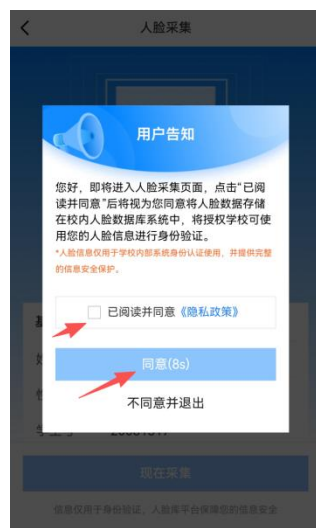 人脸采集
用户告知
您好，即将进入人脸采集页面，点击“已阅
读并同意”后将视为您同意将人脸数据存储
在校内人脸数据库系统中，将授权学校可使
用您的人脸信息进行身份验证。
*人脸信息仅用于学校内部系统身份认证使用，并提供完整
的信息安全保护。
已阅读并同意《隐私政策》
同意(8s)
不同意并退出
现在采集
信息仅用于身份验证，人脸库平台保障您的信息安全